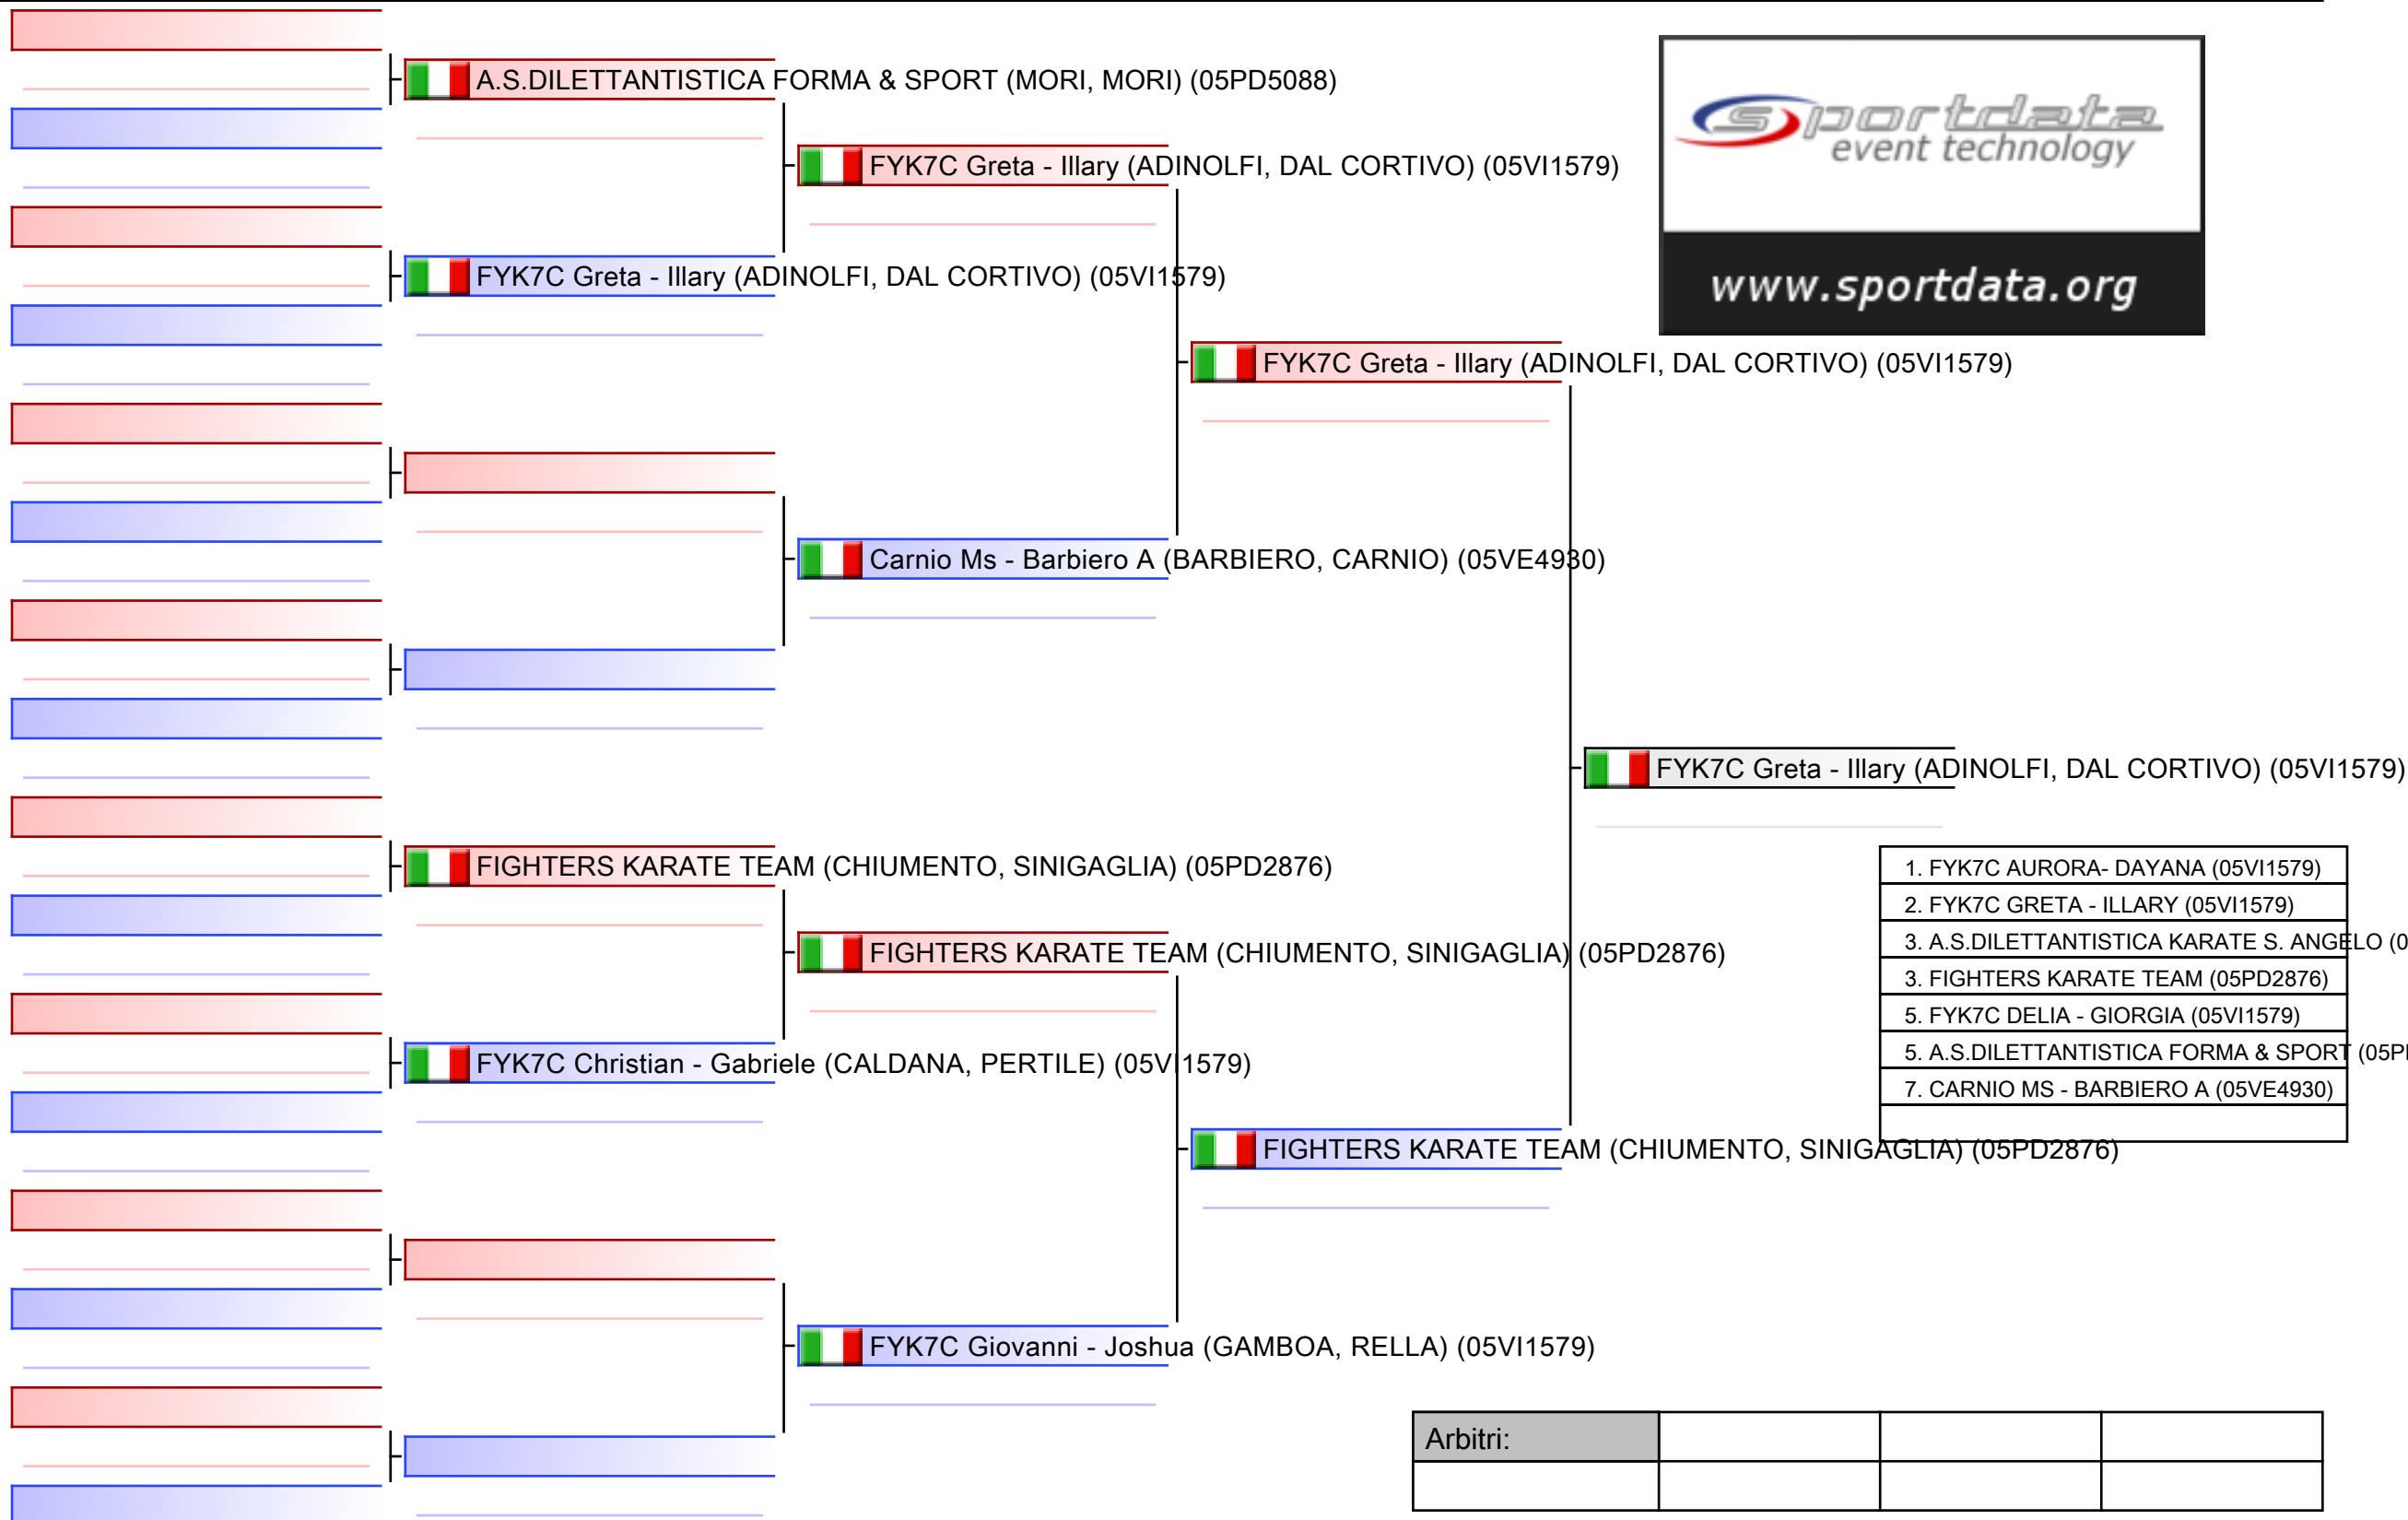 A.S.DILETTANTISTICA FORMA & SPORT (MORI, MORI) (05PD5088)
sportdata
event technology
www.sportdata.org
FYK7C Greta - Illary (ADINOLFI, DAL CORTIVO) (05VI1579)
FYK7C Greta - Illary (ADINOLFI, DAL CORTIVO) (05VI1579)
FYK7C Greta - Illary (ADINOLFI, DAL CORTIVO) (05VI1579)
Carnio Ms - Barbiero A (BARBIERO, CARNIO) (05VE4930)
FYK7C Greta - Illary (ADINOLFI, DAL CORTIVO) (05VI1579)
FIGHTERS KARATE TEAM (CHIUMENTO, SINIGAGLIA) (05PD2876)
FIGHTERS KARATE TEAM (CHIUMENTO, SINIGAGLIA) (05PD2876)
FYK7C Christian - Gabriele (CALDANA, PERTILE) (05VI1579)
1. FYK7C AURORA- DAYANA (05VI1579)
2. FYK7C GRETA - ILLARY (05VI1579)
3. A.S.DILETTANTISTICA KARATE S. ANGELO (0
3. FIGHTERS KARATE TEAM (05PD2876)
5. FYK7C DELIA - GIORGIA (05VI1579)
5. A.S.DILETTANTISTICA FORMA & SPORT (05P
7. CARNIO MS - BARBIERO A (05VE4930)
FIGHTERS KARATE TEAM (CHIUMENTO, SINIGAGLIA) (05PD2876)
FYK7C Giovanni - Joshua (GAMBOA, RELLA) (05VI1579)
Arbitri: